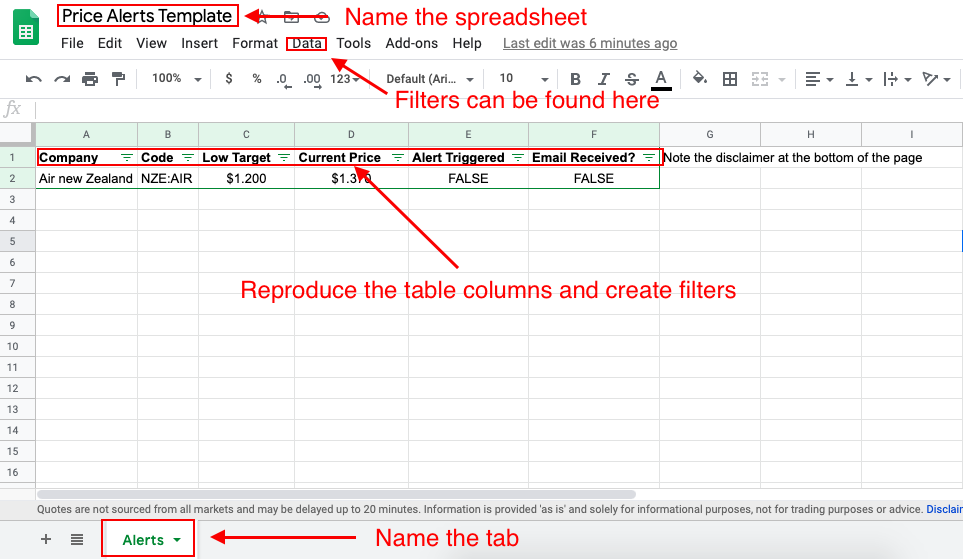 Price Alerts Template
Name the spreadsheet
File Edit View Insert Format Data Tools Add-ons Help Last edit was 6 minutes ago
100% $ % .0 .00 123 Default (Ari... 10 B I S A
Filters can be found here
fx
A B C D E F G H I
1 Company Code Low Target Current Price Alert Triggered Email Received? Note the disclaimer at the bottom of the page
2 Air new Zealand NZE:AIR $1.200 $1.370 FALSE FALSE
3
4
5
6
Reproduce the table columns and create filters
7
8
9
10
11
12
13
14
15
16
Quotes are not sourced from all markets and may be delayed up to 20 minutes. Information is provided 'as is' and solely for informational purposes, not for trading purposes or advice. Disclair
Alerts
Name the tab